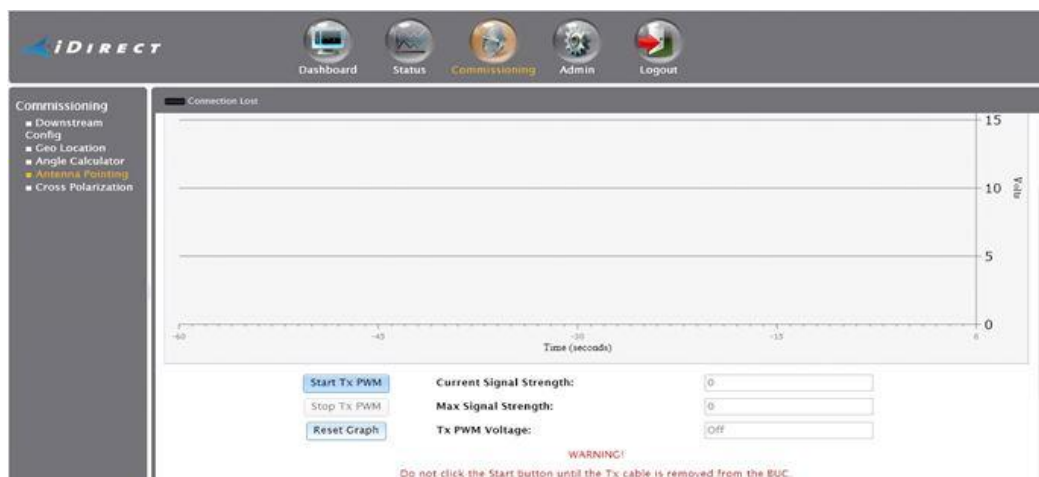 iDIRECT
Dashboard
Status
Commissioning
Admin
Logout
Commissioning
Downstream
Config
Geo Location
Angle Calculator
Antenna Pointing
Cross Polarization
Connection Lost
15
10
5
0
Volts
-60
-45
-30
-15
0
Time (seconds)
Start Tx PWM
Current Signal Strength:
0
Stop Tx PWM
Max Signal Strength:
0
Reset Graph
Tx PWM Voltage:
Off
WARNING!
Do not click the Start button until the Tx cable is removed from the BUC.